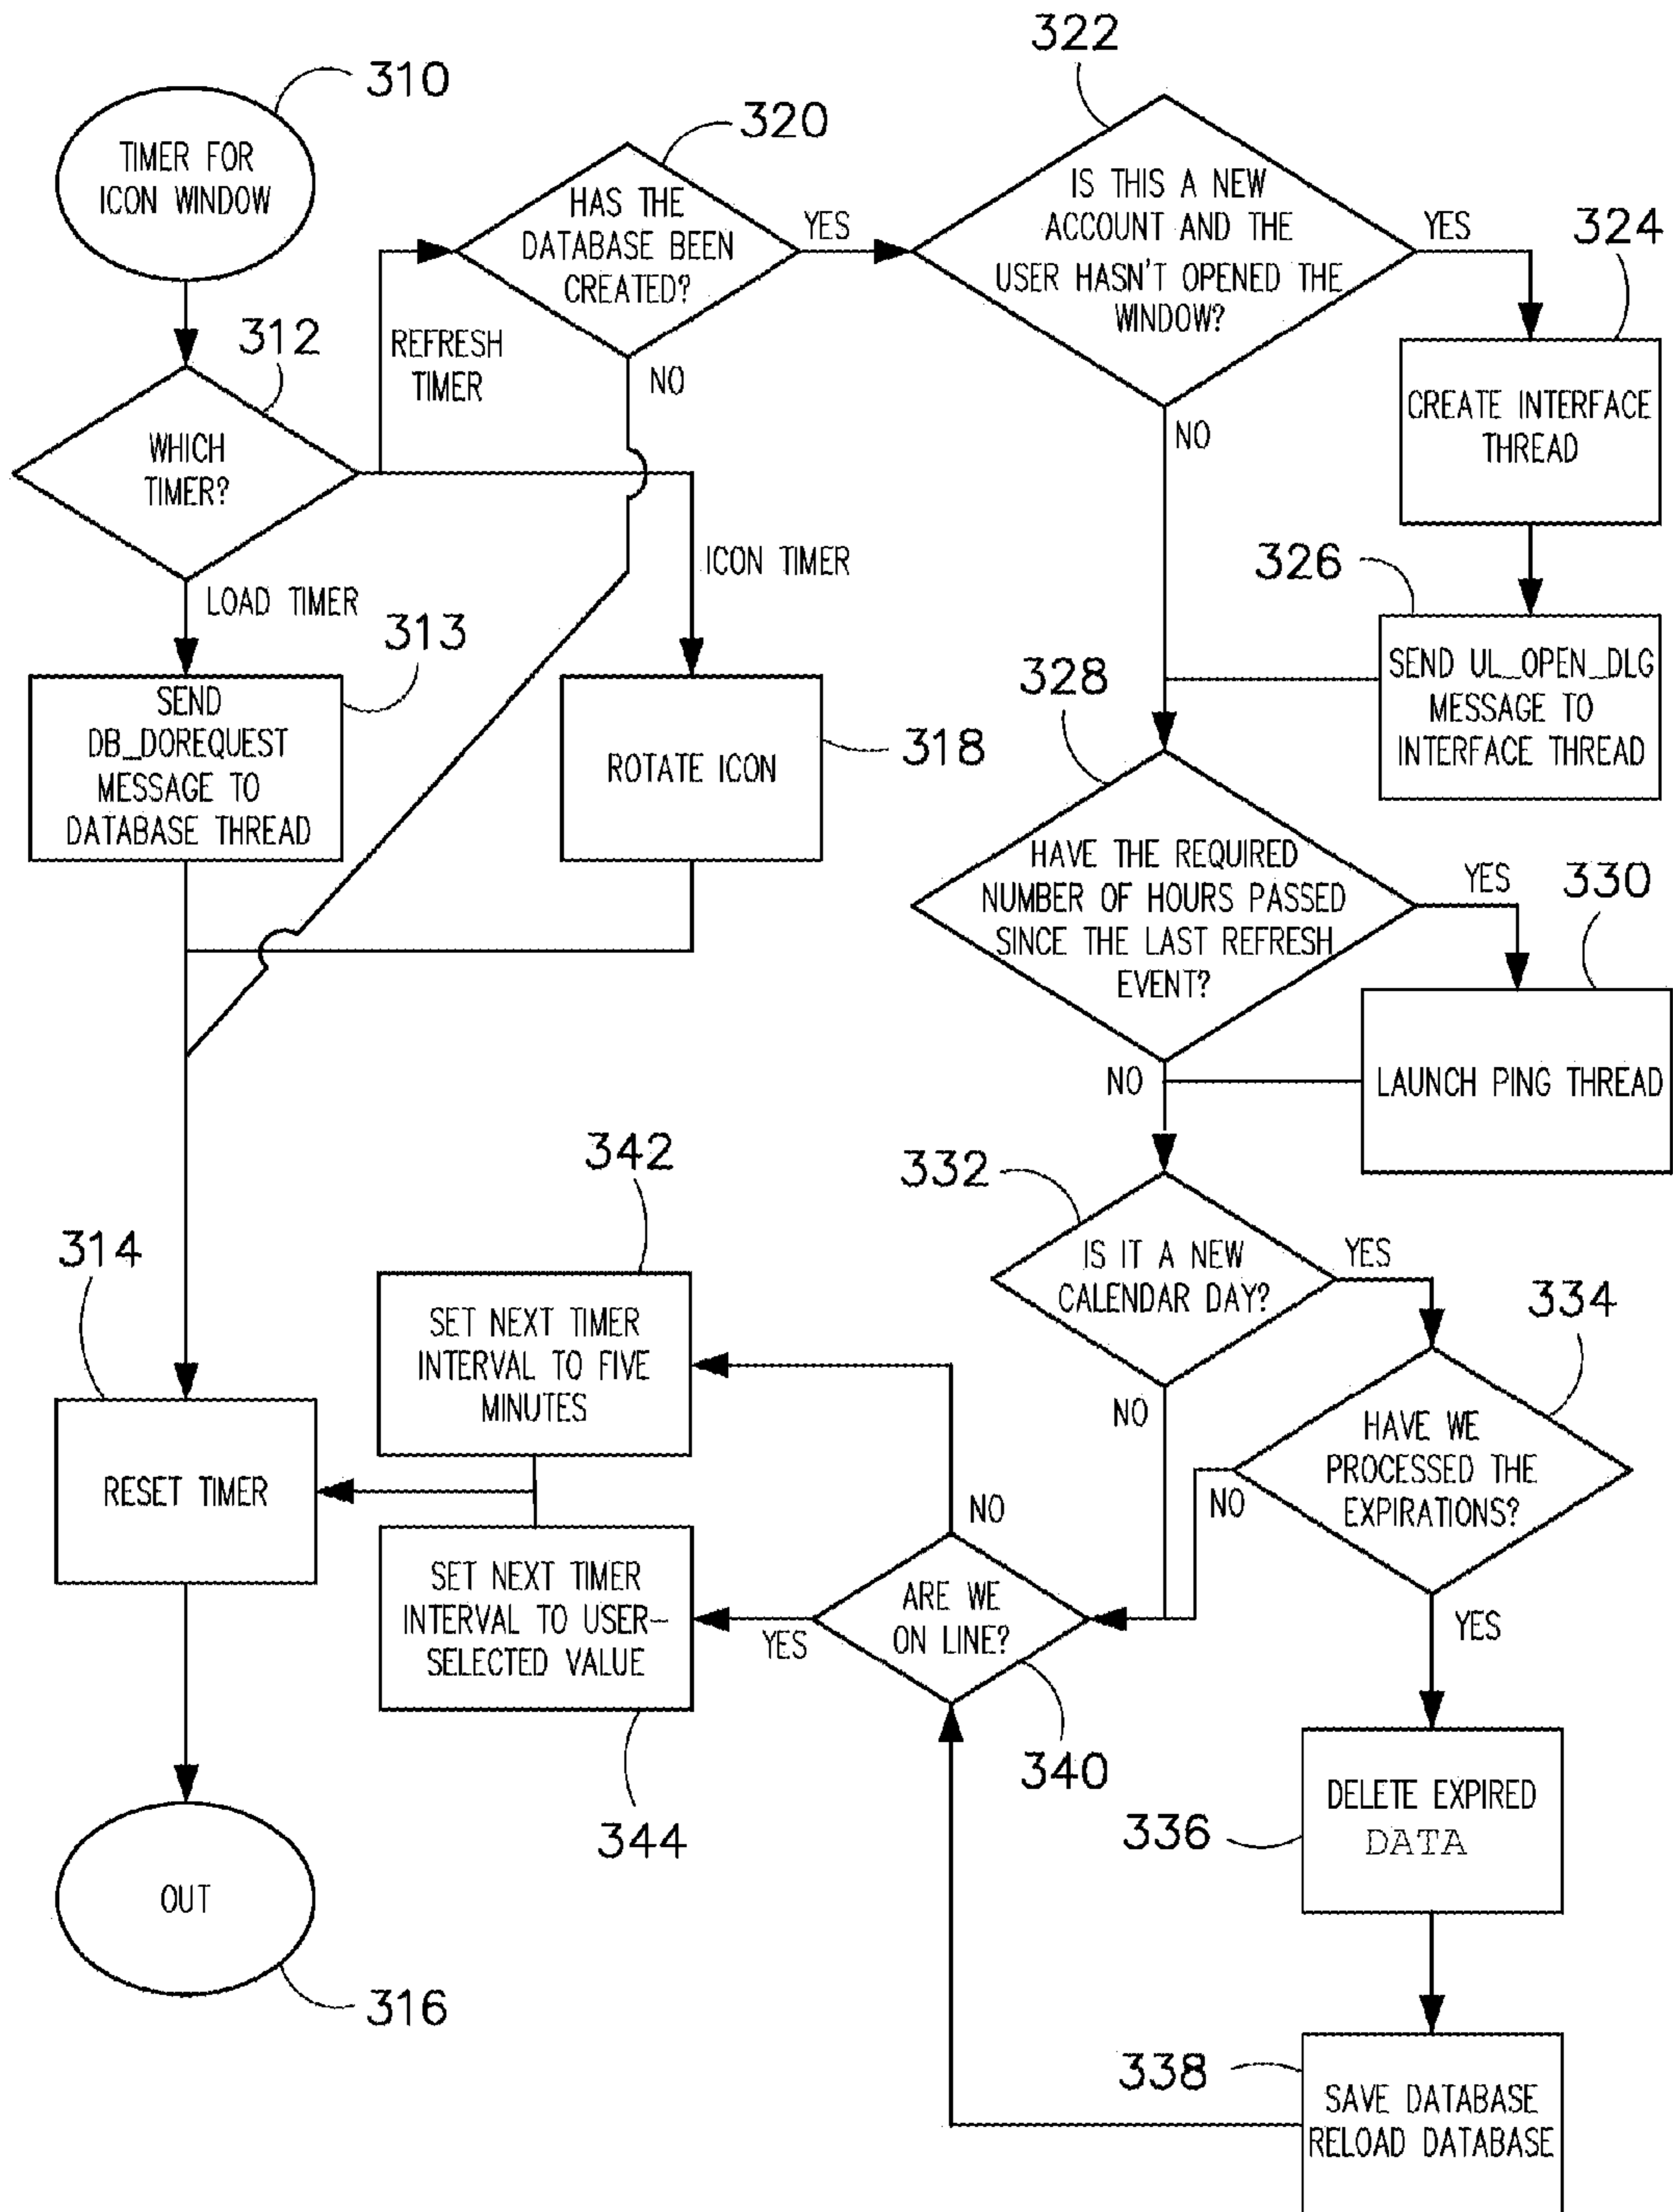 310
TIMER FOR
ICON WINDOW
312
WHICH
TIMER?
REFRESH
TIMER
LOAD TIMER
313
SEND
DB_DOREQUEST
MESSAGE TO
DATABASE THREAD
320
HAS THE
DATABASE BEEN
CREATED?
YES
NO
ICON TIMER
ROTATE ICON
318
322
IS THIS A NEW
ACCOUNT AND THE
USER HASN'T OPENED THE
WINDOW?
YES
NO
324
CREATE INTERFACE
THREAD
326
SEND UL_OPEN_DLG
MESSAGE TO
INTERFACE THREAD
328
HAVE THE REQUIRED
NUMBER OF HOURS PASSED
SINCE THE LAST REFRESH
EVENT?
YES
NO
330
LAUNCH PING THREAD
332
IS IT A NEW
CALENDAR DAY?
YES
NO
334
HAVE WE
PROCESSED THE
EXPIRATIONS?
NO
YES
336
DELETE EXPIRED
DATA
338
SAVE DATABASE
RELOAD DATABASE
340
ARE WE
ON LINE?
NO
YES
342
SET NEXT TIMER
INTERVAL TO FIVE
MINUTES
SET NEXT TIMER
INTERVAL TO USER-
SELECTED VALUE
344
314
RESET TIMER
OUT
316